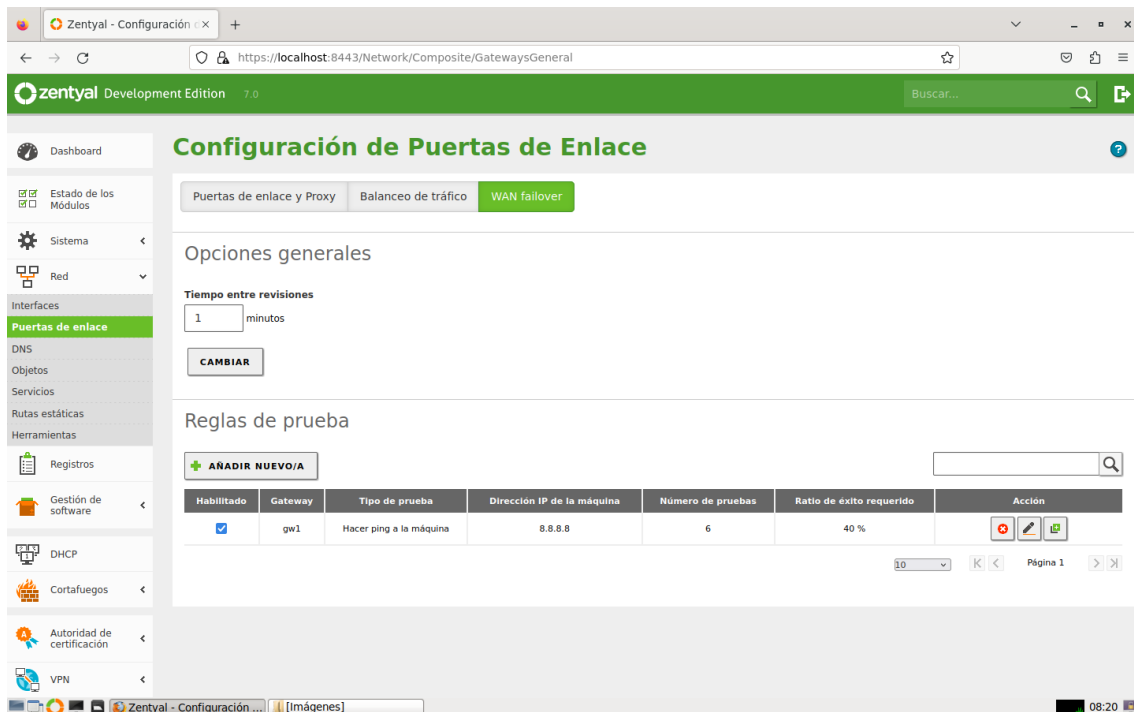 Zentyal - Configuración d
https://localhost:8443/Network/Composite/GatewaysGeneral
zentyal Development Edition 7.0
Buscar...
Dashboard
Estado de los
Módulos
Sistema
Red
Interfaces
Puertas de enlace
DNS
Objetos
Servicios
Rutas estáticas
Herramientas
Registros
Gestión de
software
DHCP
Cortafuegos
Autoridad de
certificación
VPN
Configuración de Puertas de Enlace
Puertas de enlace y Proxy Balanceo de tráfico WAN failover
Opciones generales
Tiempo entre revisiones
1 minutos
CAMBIAR
Reglas de prueba
AÑADIR NUEVO/A
Habilitado Gateway Tipo de prueba Dirección IP de la máquina Número de pruebas Ratio de éxito requerido Acción
gw1 Hacer ping a la máquina 8.8.8.8 6 40 %
10 Página 1
Zentyal - Configuración ... [Imágenes] 08:20